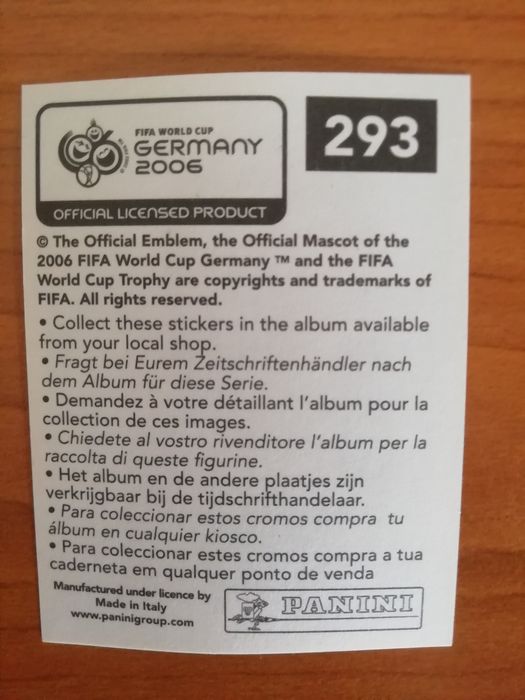 FIFA WORLD CUP
GERMANY
2006
OFFICIAL LICENSED PRODUCT
293
© The Official Emblem, the Official Mascot of the
2006 FIFA World Cup Germany ™ and the FIFA
World Cup Trophy are copyrights and trademarks of
FIFA. All rights reserved.
• Collect these stickers in the album available
from your local shop.
• Fragt bei Eurem Zeitschriftenhändler nach
dem Album für diese Serie.
• Demandez à votre détaillant l'album pour la
collection de ces images.
• Chiedete al vostro rivenditore l'album per la
raccolta di queste figurine.
• Het album en de andere plaatjes zijn
verkrijgbaar bij de tijdschrifthandelaar.
• Para coleccionar estos cromos compra tu
álbum en cualquier kiosco.
• Para coleccionar estes cromos compra a tua
caderneta em qualquer ponto de venda
Manufactured under licence by
Made in Italy
www.paninigroup.com
PANINI